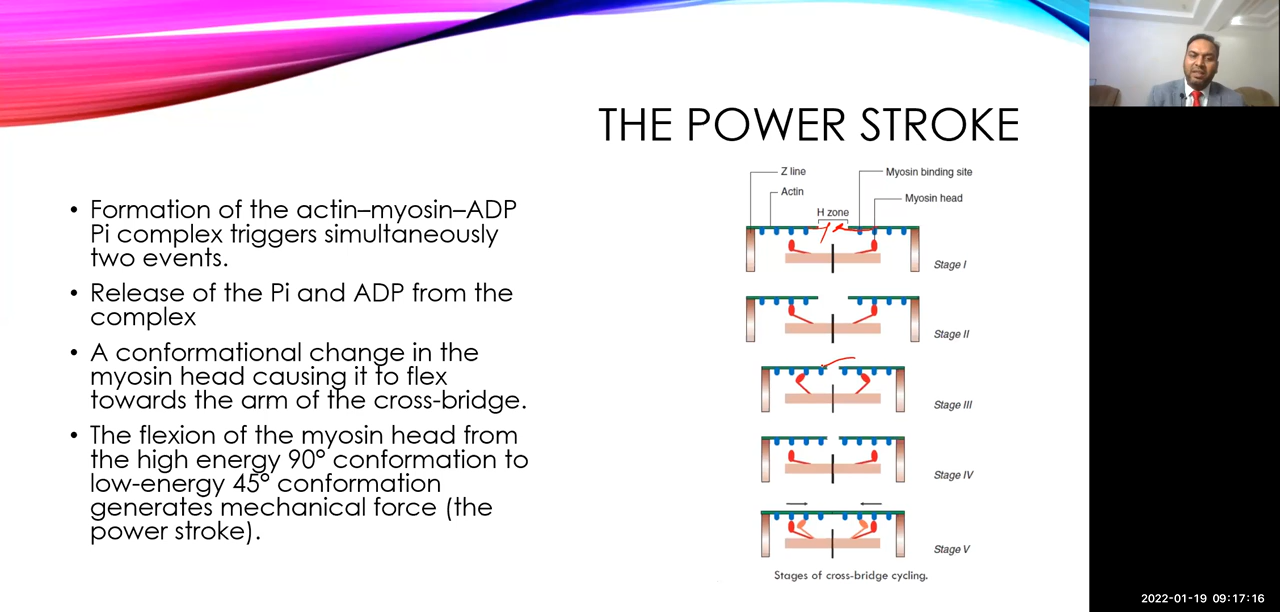 THE POWER STROKE
• Formation of the actin–myosin–ADP
Pi complex triggers simultaneously
two events.
• Release of the Pi and ADP from the
complex
• A conformational change in the
myosin head causing it to flex
towards the arm of the cross-bridge.
• The flexion of the myosin head from
the high energy 90° conformation to
low-energy 45° conformation
generates mechanical force (the
power stroke).
Z line
Myosin binding site
Actin
Myosin head
H zone
Stage I
Stage II
Stage III
Stage IV
Stage V
Stages of cross-bridge cycling.
2022-01-19 09:17:16